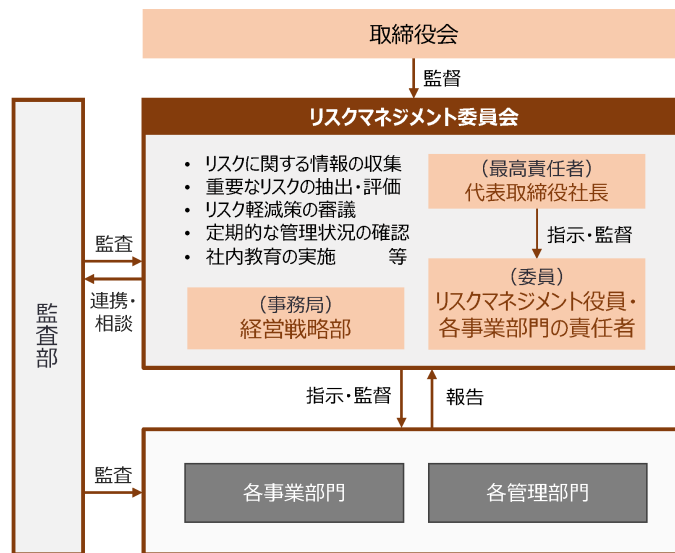 取締役会
監督
リスクマネジメント委員会
• リスクに関する情報の収集
• 重要なリスクの抽出・評価
• リスク軽減策の審議
• 定期的な管理状況の確認
• 社内教育の実施 等
(最高責任者)
代表取締役社長
指示・監督
(委員)
リスクマネジメント役員・
各事業部門の責任者
(事務局)
経営戦略部
監査
連携・
相談
監査部
指示・監督
報告
監査
各事業部門
各管理部門